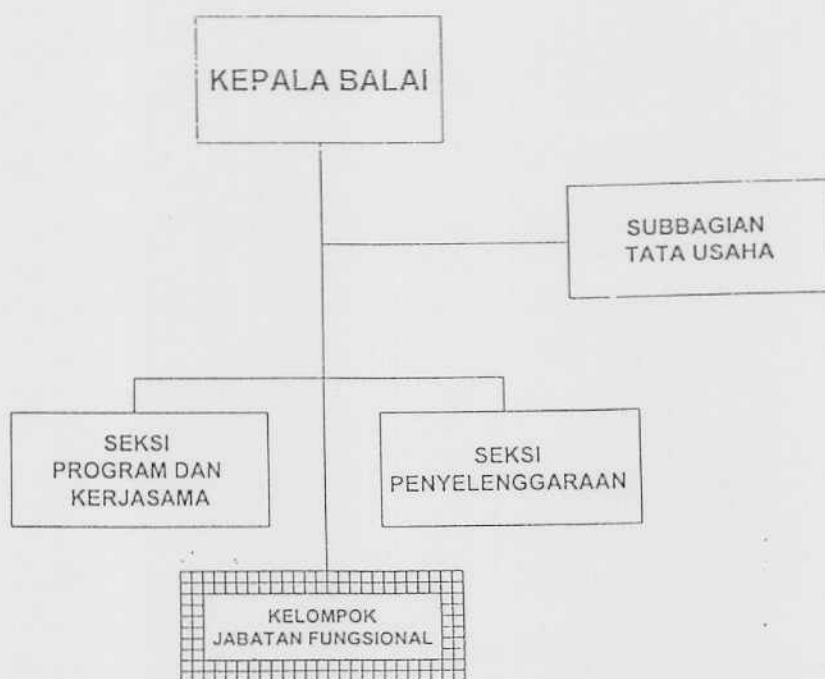 KEPALA BALAI
SUBBAGIAN
TATA USAHA
SEKSI
PROGRAM DAN
KERJASAMA
SEKSI
PENYELENGGARAAN
KELOMPOK
JABATAN FUNGSIONAL